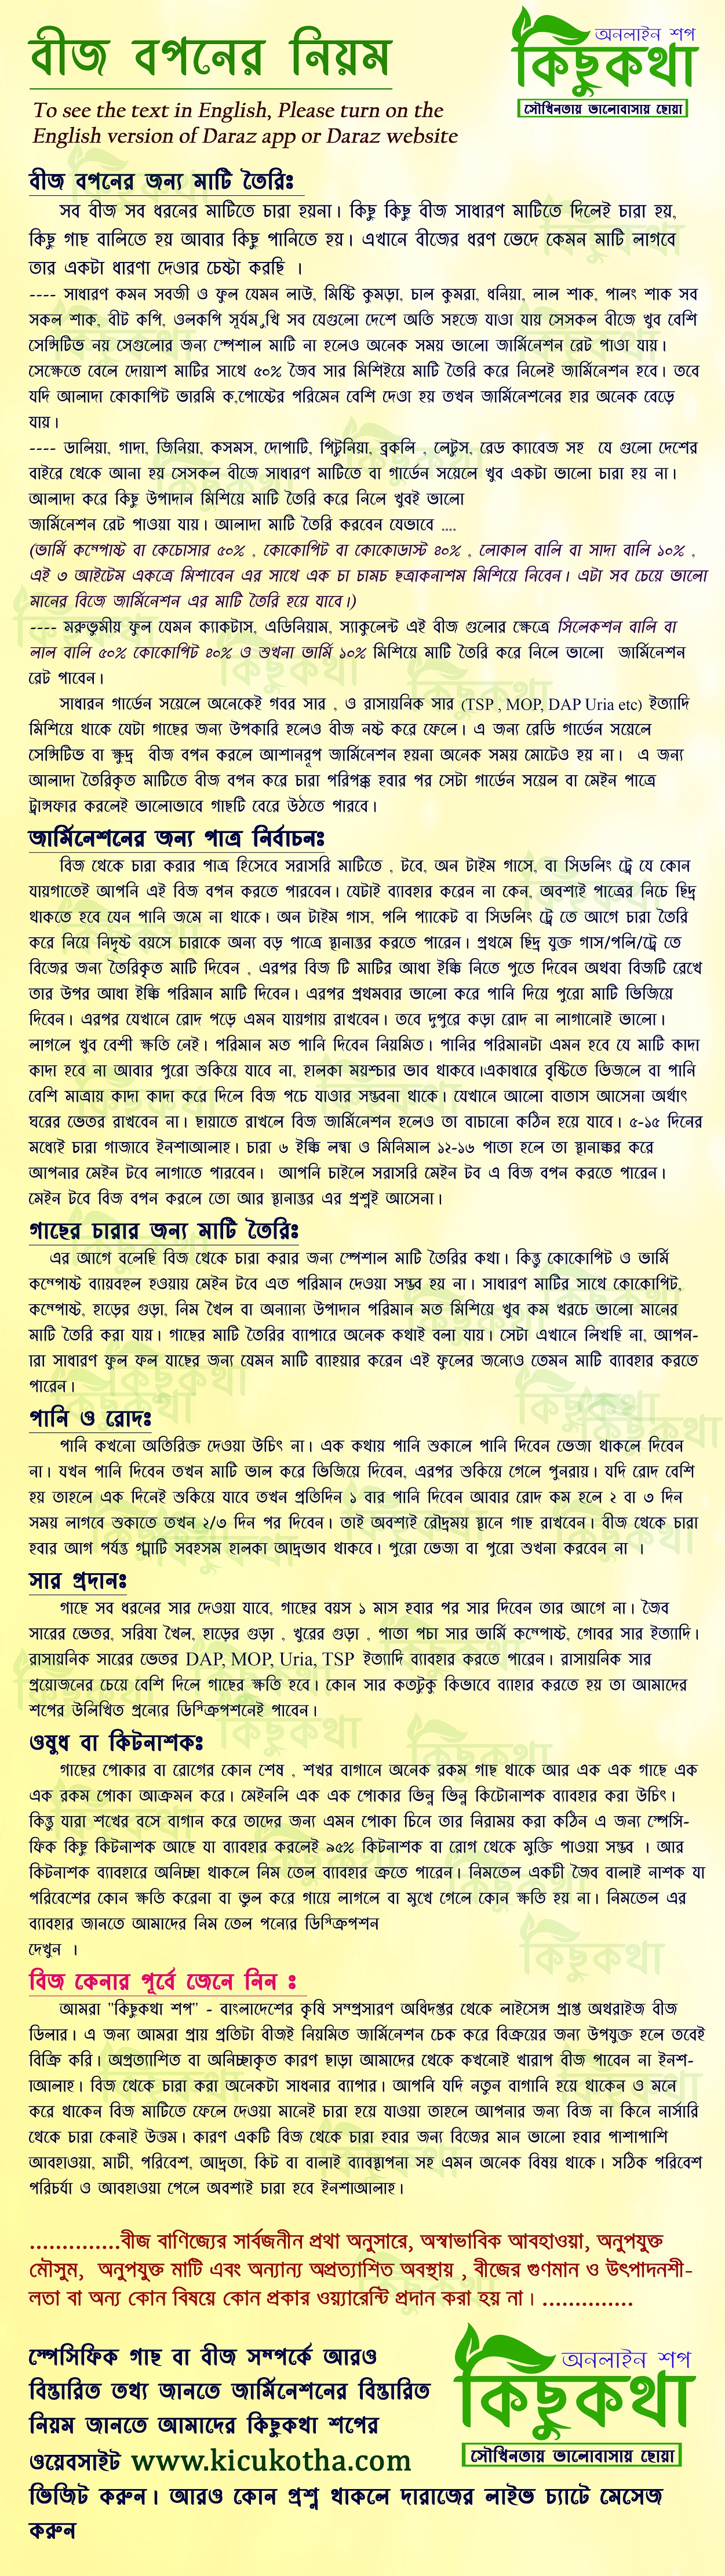 বীজ বপনের নিয়ম
অনলাইন শপ
কিছুকথা
সৌখিনতায় ভালোবাসায় ছোয়া
To see the text in English, Please turn on the
English version of Daraz app or Daraz website
বীজ বপনের জন্য মাটি তৈরিঃ
সব বীজ সব ধরনের মাটিতে চারা হয়না। কিছু কিছু বীজ সাধারণ মাটিতে দিলেই চারা হয়,
কিছু গাছ বালিতে হয় আবার কিছু পানিতে হয়। এখানে বীজের ধরণ ভেদে কেমন মাটি লাগবে
তার একটা ধারণা দেওার চেষ্টা করছি ।
---- সাধারণ কমন সবজী ও ফুল যেমন লাউ, মিষ্টি কুমড়া, চাল কুমরা, ধনিয়া, লাল শাক, পালং শাক সব
সকল শাক, বীট কপি, ওলকপি সূর্যমুখি সব যেগুলো দেশে অতি সহজে যাওা যায় সেসকল বীজে খুব বেশি
সেন্সিটিভ নয় সেগুলোর জন্য স্পেশাল মাটি না হলেও অনেক সময় ভালো জার্মিনেশন রেট পাওা যায়।
সেক্ষেতে বেলে দোয়াশ মাটির সাথে ৫০% জৈব সার মিশিইয়ে মাটি তৈরি করে নিলেই জার্মিনেশন হবে। তবে
যদি আলাদা কোকোপিট ভারমি ক,পোষ্টের পরিমেন বেশি দেওা হয় তখন জার্মিনেশনের হার অনেক বেড়ে
যায়।
---- ডালিয়া, গাদা, জিনিয়া, কসমস, দোপাটি, পিটুনিয়া, ব্রকলি , লেটুস, রেড ক্যাবেজ সহ যে গুলো দেশের
বাইরে থেকে আনা হয় সেসকল বীজে সাধারণ মাটিতে বা গার্ডেন সয়েলে খুব একটা ভালো চারা হয় না।
আলাদা করে কিছু উপাদান মিশিয়ে মাটি তৈরি করে নিলে খুবই ভালো
জার্মিনেশন রেট পাওয়া যায়। আলাদা মাটি তৈরি করবেন যেভাবে ....
(ভার্মি কম্পোস্ট বা কেচোসার ৫০% , কোকোপিট বা কোকোডাস্ট ৪০% , লোকাল বালি বা সাদা বালি ১০% ,
এই ৩ আইটেম একত্রে মিশাবেন এর সাথে এক চা চামচ ছত্রাকনাশম মিশিয়ে নিবেন। এটা সব চেয়ে ভালো
মানের বিজে জার্মিনেশন এর মাটি তৈরি হয়ে যাবে।)
---- মরুভুমীয় ফুল যেমন ক্যাকটাস, এডিনিয়াম, স্যাকুলেন্ট এই বীজ গুলোর ক্ষেত্রে সিলেকশন বালি বা
লাল বালি ৫০% কোকোপিট ৪০% ও শুখনা ভার্মি ১০% মিশিয়ে মাটি তৈরি করে নিলে ভালো জার্মিনেশন
রেট পাবেন।
সাধারন গার্ডেন সয়েলে অনেকেই গবর সার , ও রাসায়নিক সার (TSP , MOP, DAP Uria etc) ইত্যাদি
মিশিয়ে থাকে যেটা গাছের জন্য উপকারি হলেও বীজ নষ্ট করে ফেলে। এ জন্য রেডি গার্ডেন সয়েলে
সেন্সিটিভ বা ক্ষুদ্র বীজ বপন করলে আশানরূপ জার্মিনেশন হয়না অনেক সময় মোটেও হয় না। এ জন্য
আলাদা তৈরিকৃত মাটিতে বীজ বপন করে চারা পরিপক্ক হবার পর সেটা গার্ডেন সয়েল বা মেইন পাত্রে
ট্রান্সফার করলেই ভালোভাবে গাছটি বেরে উঠতে পারবে।
জার্মিনেশনের জন্য পাত্র নির্বাচনঃ
বিজ থেকে চারা করার পাত্র হিসেবে সরাসরি মাটিতে , টবে, অন টাইম গাসে, বা সিডলিং ট্রে যে কোন
যায়গাতেই আপনি এই বিজ বপন করতে পারবেন। যেটাই ব্যাবহার করেন না কেন, অবশ্যই পাত্রের নিচে ছিদ্র
থাকতে হবে যেন পানি জমে না থাকে। অন টাইম গাস, পলি প্যাকেট বা সিডলিং ট্রে তে আগে চারা তৈরি
করে নিয়ে নিদৃষ্ট বয়সে চারাকে অন্য বড় পাত্রে স্থানান্তর করতে পারেন। প্রথমে ছিদ্র যুক্ত গাস/পলি/ট্রে তে
বিজের জন্য তৈরিকৃত মাটি দিবেন , এরপর বিজ টি মাটির আধা ইঞ্চি নিতে পুতে দিবেন অথবা বিজটি রেখে
তার উপর আধা ইঞ্চি পরিমান মাটি দিবেন। এরপর প্রথমবার ভালো করে পানি দিয়ে পুরো মাটি ভিজিয়ে
দিবেন। এরপর যেখানে রোদ পড়ে এমন যায়গায় রাখবেন। তবে দুপুরে কড়া রোদ না লাগানোই ভালো।
লাগলে খুব বেশী ক্ষতি নেই। পরিমান মত পানি দিবেন নিয়মিত। পানির পরিমানটা এমন হবে যে মাটি কাদা
কাদা হবে না আবার পুরো শুকিয়ে যাবে না, হালকা ময়শ্চার ভাব থাকবে।একাধারে বৃষ্টিতে ভিজলে বা পানি
বেশি মাত্রায় কাদা কাদা করে দিলে বিজ পচে যাওার সম্ভবনা থাকে। যেখানে আলো বাতাস আসেনা অর্থাৎ
ঘরের ভেতর রাখবেন না। ছায়াতে রাখলে বিজ জার্মিনেশন হলেও তা বাচানো কঠিন হয়ে যাবে। ৫-১৫ দিনের
মধ্যেই চারা গাজাবে ইনশাআলাহ। চারা ৬ ইঞ্চি লম্বা ও মিনিমাল ১২-১৬ পাতা হলে তা স্থানান্তর করে
আপনার মেইন টবে লাগাতে পারবেন। আপনি চাইলে সরাসরি মেইন টব এ বিজ বপন করতে পারেন।
মেইন টবে বিজ বপন করলে তো আর স্থানান্তর এর প্রশ্নই আসেনা।
গাছের চারার জন্য মাটি তৈরিঃ
এর আগে বলেছি বিজ থেকে চারা করার জন্য স্পেশাল মাটি তৈরির কথা। কিন্তু কোকোপিট ও ভার্মি
কম্পোষ্ট ব্যায়বহুল হওয়ায় মেইন টবে এত পরিমান দেওয়া সম্ভব হয় না। সাধারণ মাটির সাথে কোকোপিট,
কম্পোষ্ট, হাড়ের গুড়া, নিম খৈল বা অন্যান্য উপাদান পরিমান মত মিশিয়ে খুব কম খরচে ভালো মানের
মাটি তৈরি করা যায়। গাছের মাটি তৈরির ব্যাপারে অনেক কথাই বলা যায়। সেটা এখানে লিখছি না, আপন-
ারা সাধারণ ফুল ফল যাছের জন্য যেমন মাটি ব্যাহয়ার করেন এই ফুলের জন্যেও তেমন মাটি ব্যাবহার করতে
পারেন।
পানি ও রোদঃ
পানি কখনো অতিরিক্ত দেওয়া উচিৎ না। এক কথায় পানি শুকালে পানি দিবেন ভেজা থাকলে দিবেন
না। যখন পানি দিবেন তখন মাটি ভাল করে ভিজিয়ে দিবেন, এরপর শুকিয়ে গেলে পুনরায়। যদি রোদ বেশি
হয় তাহলে এক দিনেই শুকিয়ে যাবে তখন প্রতিদিন ১ বার পানি দিবেন আবার রোদ কম হলে ২ বা ৩ দিন
সময় লাগবে শুকাতে তখন ২/৩ দিন পর দিবেন। তাই অবশ্যই রৌদ্রময় স্থানে গাছ রাখবেন। বীজ থেকে চারা
হবার আগ পর্যন্ত মাটি সবহসম হালকা আদ্রভাব থাকবে। পুরো ভেজা বা পুরো শুখনা করবেন না ।
সার প্রদানঃ
গাছে সব ধরনের সার দেওয়া যাবে, গাছের বয়স ১ মাস হবার পর সার দিবেন তার আগে না। জৈব
সারের ভেতর, সরিষা খৈল, হাড়ের গুড়া , খুরের গুড়া , পাতা পচা সার ভার্মি কম্পোষ্ট, গোবর সার ইত্যাদি।
রাসায়নিক সারের ভেতর DAP, MOP, Uria, TSP ইত্যাদি ব্যাবহার করতে পারেন। রাসায়নিক সার
প্রয়োজনের চেয়ে বেশি দিলে গাছের ক্ষতি হবে। কোন সার কতটুকু কিভাবে ব্যাহার করতে হয় তা আমাদের
শপের উলিখিত প্রন্যের ডিস্ক্রিপশনেই পাবেন।
ওষুধ বা কিটনাশকঃ
গাছের পোকার বা রোগের কোন শেষ , শখর বাগানে অনেক রকম গাছ থাকে আর এক এক গাছে এক
এক রকম পোকা আক্রমন করে। মেইনলি এক এক পোকার ভিন্ন ভিন্ন কিটোনাশক ব্যাবহার করা উচিৎ।
কিন্তু যারা শখের বসে বাগান করে তাদের জন্য এমন পোকা চিনে তার নিরাময় করা কঠিন এ জন্য স্পেসি-
ফিক কিছু কিটনাশক আছে যা ব্যাবহার করলেই ৯৫% কিটনাশক বা রোগ থেকে মুক্তি পাওয়া সম্ভব । আর
কিটনাশক ব্যাবহারে অনিচ্ছা থাকলে নিম তেল ব্যাবহার ক্রতে পারেন। নিমতেল একটী জৈব বালাই নাশক যা
পরিবেশের কোন ক্ষতি করেনা বা ভুল করে গায়ে লাগলে বা মুখে গেলে কোন ক্ষতি হয় না। নিমতেল এর
ব্যাবহার জানতে আমাদের নিম তেল পন্যের ডিস্ক্রিপশন
দেখুন ।
বিজ কেনার পূর্বে জেনে নিন ঃ
আমরা "কিছুকথা শপ" - বাংলাদেশের কৃষি সম্প্রসারণ অধিদপ্তর থেকে লাইসেন্স প্রাপ্ত অথরাইজ বীজ
ডিলার। এ জন্য আমরা প্রায় প্রতিটা বীজই নিয়মিত জার্মিনেশন চেক করে বিক্রয়ের জন্য উপযুক্ত হলে তবেই
বিক্রি করি। অপ্রত্যাশিত বা অনিচ্ছাকৃত কারণ ছাড়া আমাদের থেকে কখনোই খারাপ বীজ পাবেন না ইনশ-
াআলাহ। বিজ থেকে চারা করা অনেকটা সাধনার ব্যাপার। আপনি যদি নতুন বাগানি হয়ে থাকেন ও মনে
করে থাকেন বিজ মাটিতে ফেলে দেওয়া মানেই চারা হয়ে যাওয়া তাহলে আপনার জন্য বিজ না কিনে নার্সারি
থেকে চারা কেনাই উত্তম। কারণ একটি বিজ থেকে চারা হবার জন্য বিজের মান ভালো হবার পাশাপাশি
আবহাওয়া, মাটী, পরিবেশ, আদ্রতা, কিট বা বালাই ব্যাবস্থাপনা সহ এমন অনেক বিষয় থাকে। সঠিক পরিবেশ
পরিচর্যা ও আবহাওয়া পেলে অবশ্যই চারা হবে ইনশাআলাহ।
..............বীজ বাণিজ্যের সার্বজনীন প্রথা অনুসারে, অস্বাভাবিক আবহাওয়া, অনুপযুক্ত
মৌসুম, অনুপযুক্ত মাটি এবং অন্যান্য অপ্রত্যাশিত অবস্থায় , বীজের গুণমান ও উৎপাদনশী-
লতা বা অন্য কোন বিষয়ে কোন প্রকার ওয়্যারেন্টি প্রদান করা হয় না। ..............
স্পেসিফিক গাছ বা বীজ সম্পর্কে আরও
বিস্তারিত তথ্য জানতে জার্মিনেশনের বিস্তারিত
নিয়ম জানতে আমাদের কিছুকথা শপের
ওয়েবসাইট www.kicukotha.com
ভিজিট করুন। আরও কোন প্রশ্ন থাকলে দারাজের লাইভ চ্যাটে মেসেজ
করুন
অনলাইন শপ
কিছুকথা
সৌখিনতায় ভালোবাসায় ছোয়া